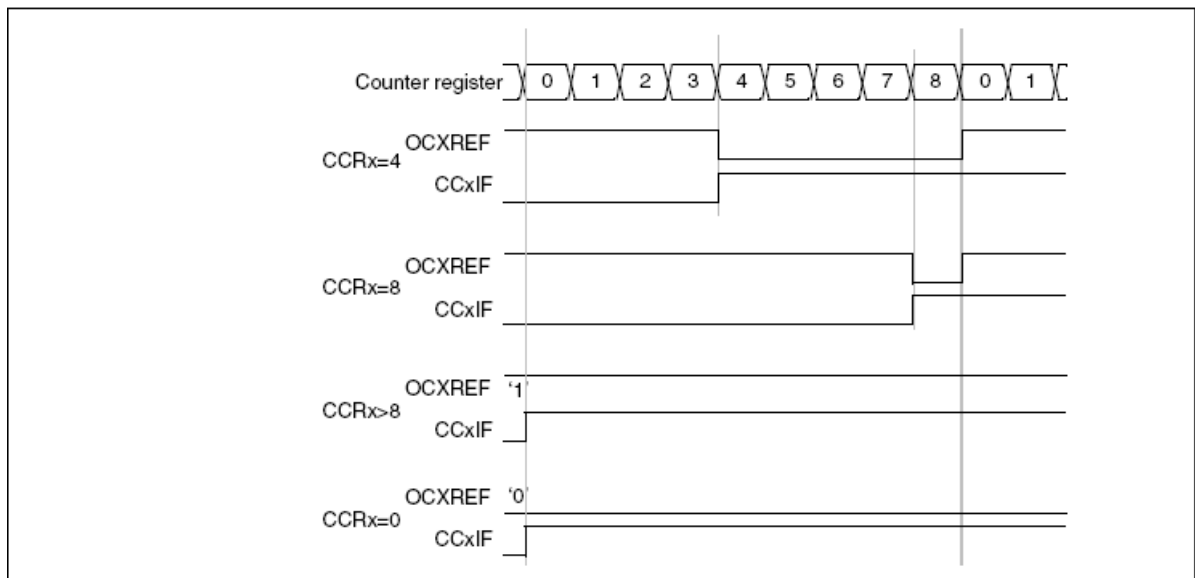 Counter register 0 1 2 3 4 5 6 7 8 0 1
OCXREF
CCRx=4
CCxIF
OCXREF
CCRx=8
CCxIF
OCXREF ‘1’
CCRx>8
CCxIF
OCXREF ‘0’
CCRx=0
CCxIF